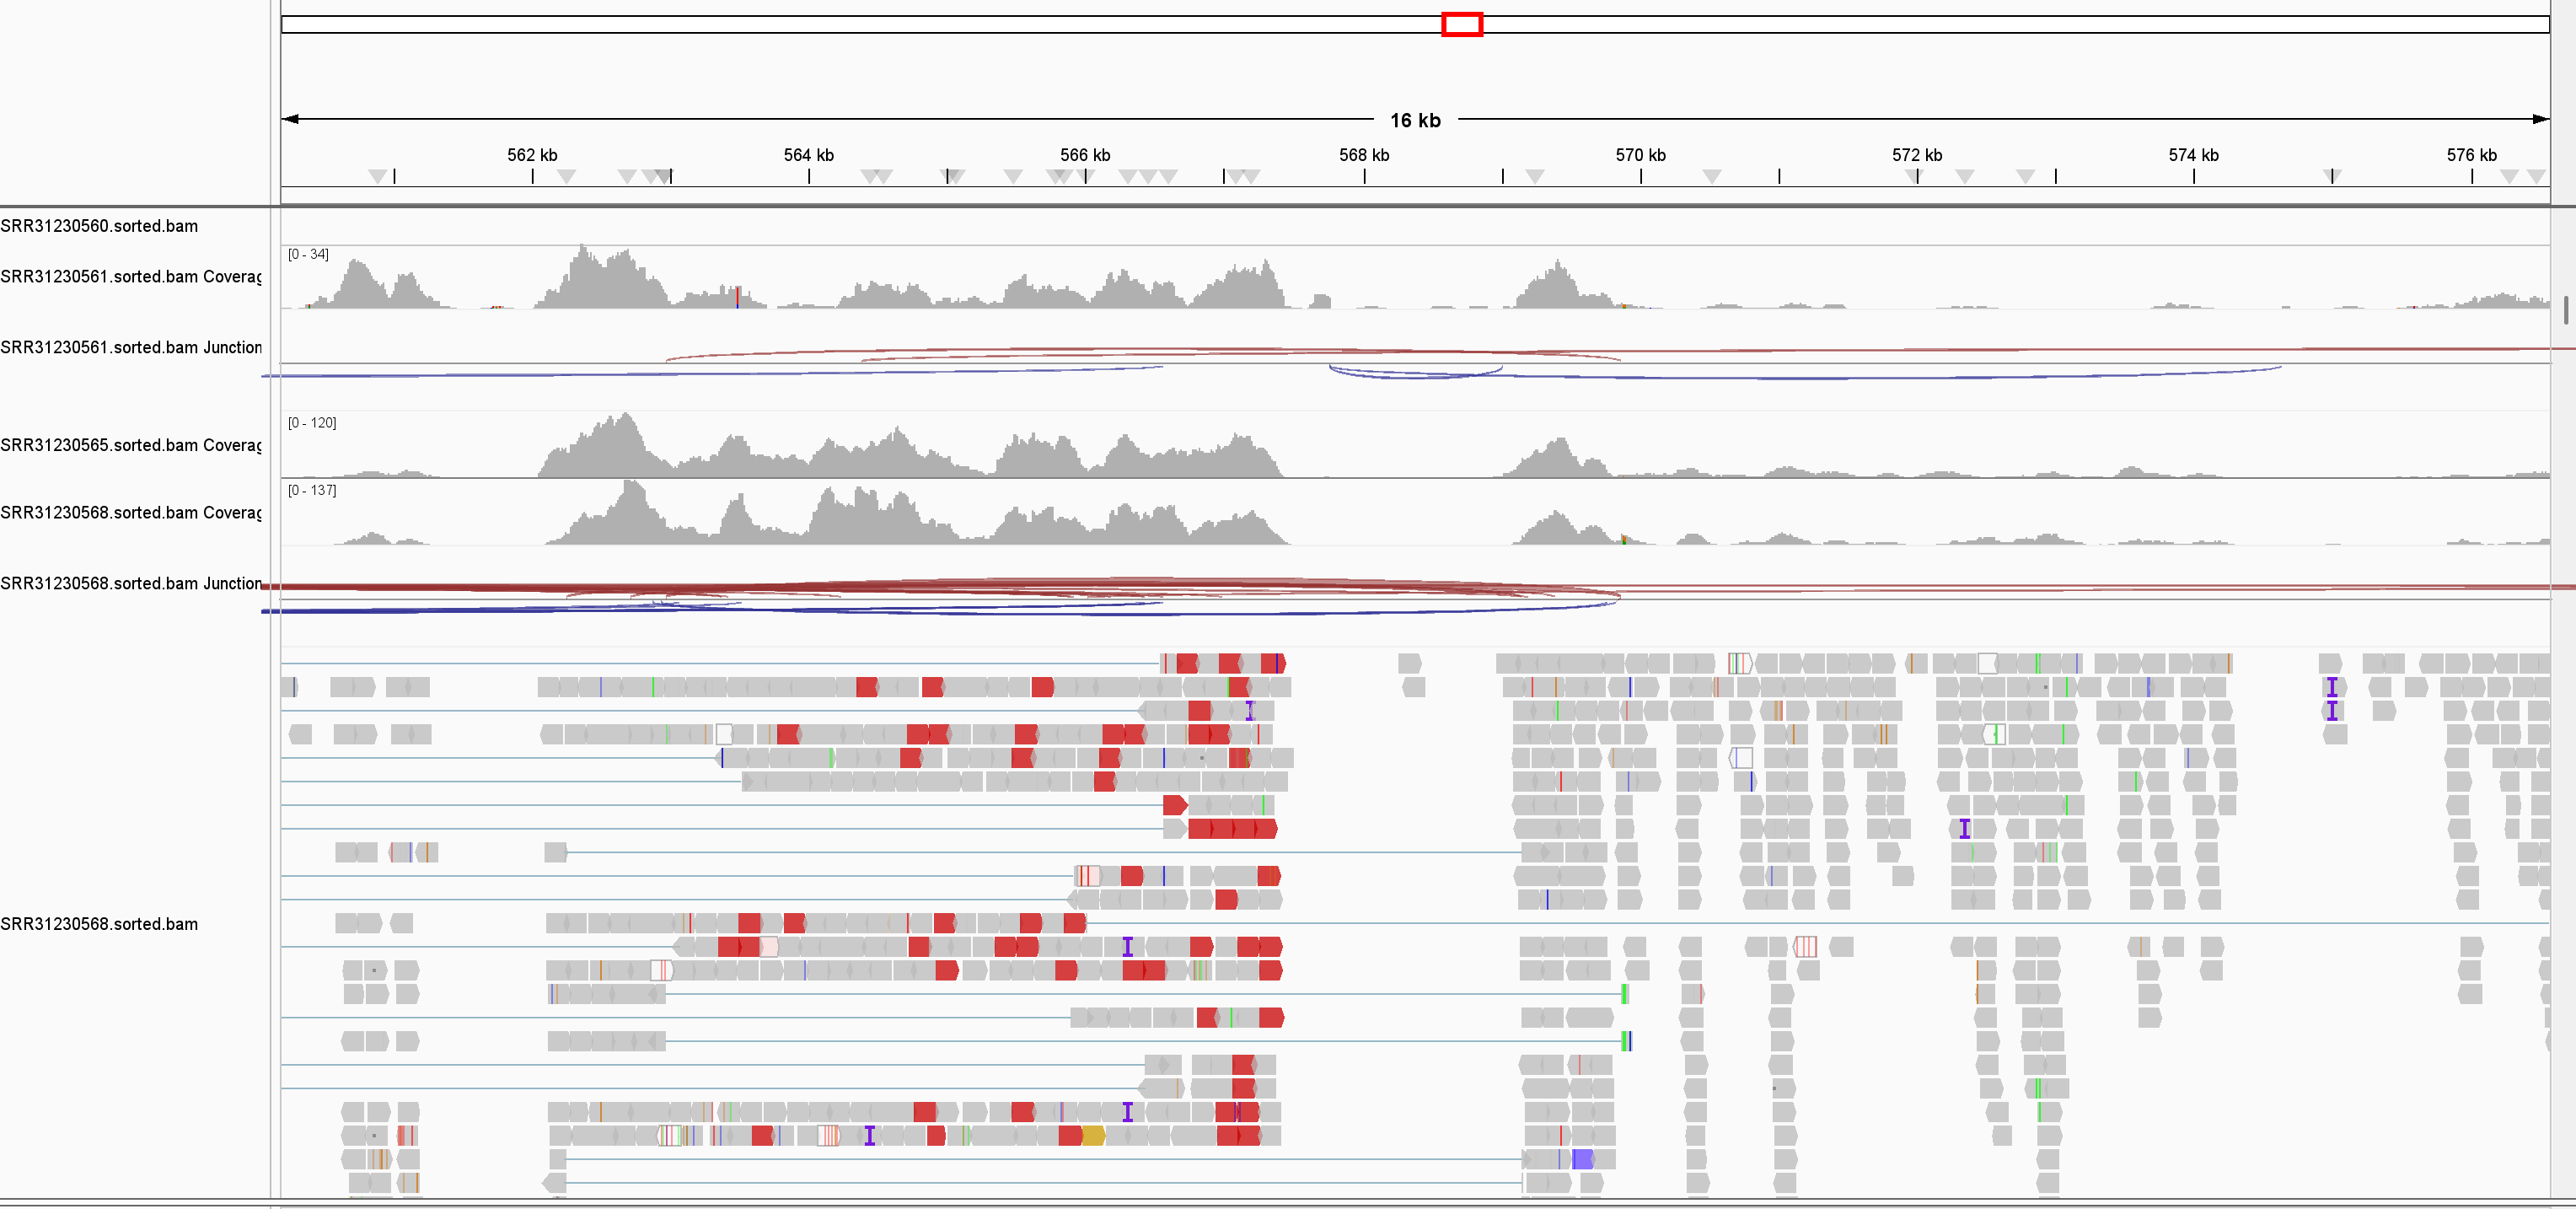 16 kb
562 kb 564 kb 566 kb 568 kb 570 kb 572 kb 574 kb 576 kb
SRR31230560.sorted.bam
[0 - 34]
SRR31230561.sorted.bam Coverag
SRR31230561.sorted.bam Junction
[0 - 120]
SRR31230565.sorted.bam Coverag
[0 - 137]
SRR31230568.sorted.bam Coverag
SRR31230568.sorted.bam Junction
SRR31230568.sorted.bam